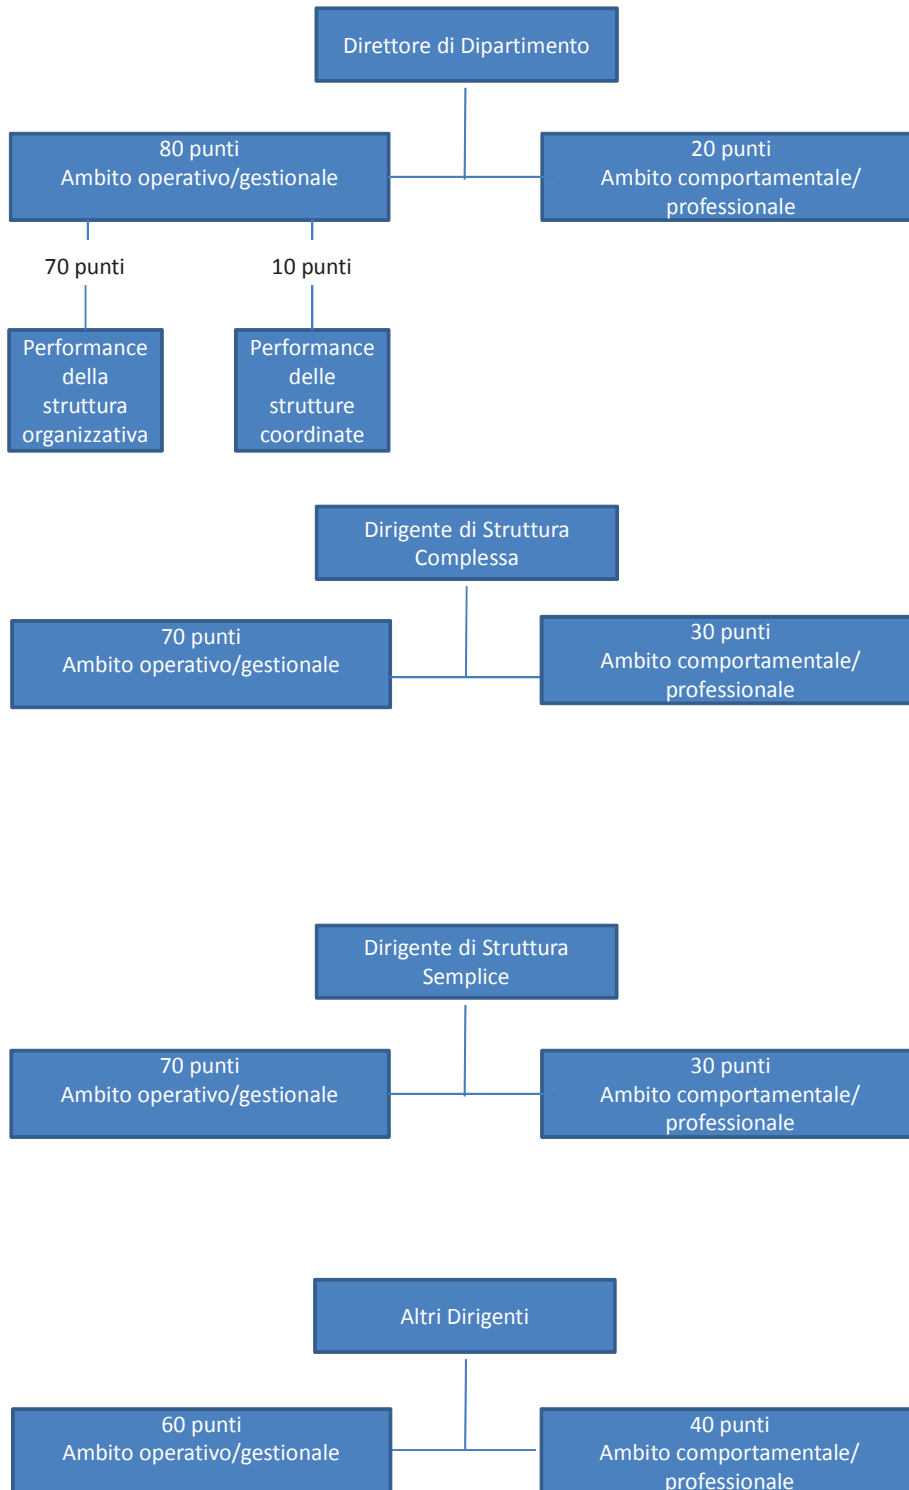 Direttore di Dipartimento
80 punti
Ambito operativo/gestionale
20 punti
Ambito comportamentale/
professionale
70 punti
10 punti
Performance
della
struttura
organizzativa
Performance
delle
strutture
coordinate
Dirigente di Struttura
Complessa
70 punti
Ambito operativo/gestionale
30 punti
Ambito comportamentale/
professionale
Dirigente di Struttura
Semplice
70 punti
Ambito operativo/gestionale
30 punti
Ambito comportamentale/
professionale
Altri Dirigenti
60 punti
Ambito operativo/gestionale
40 punti
Ambito comportamentale/
professionale